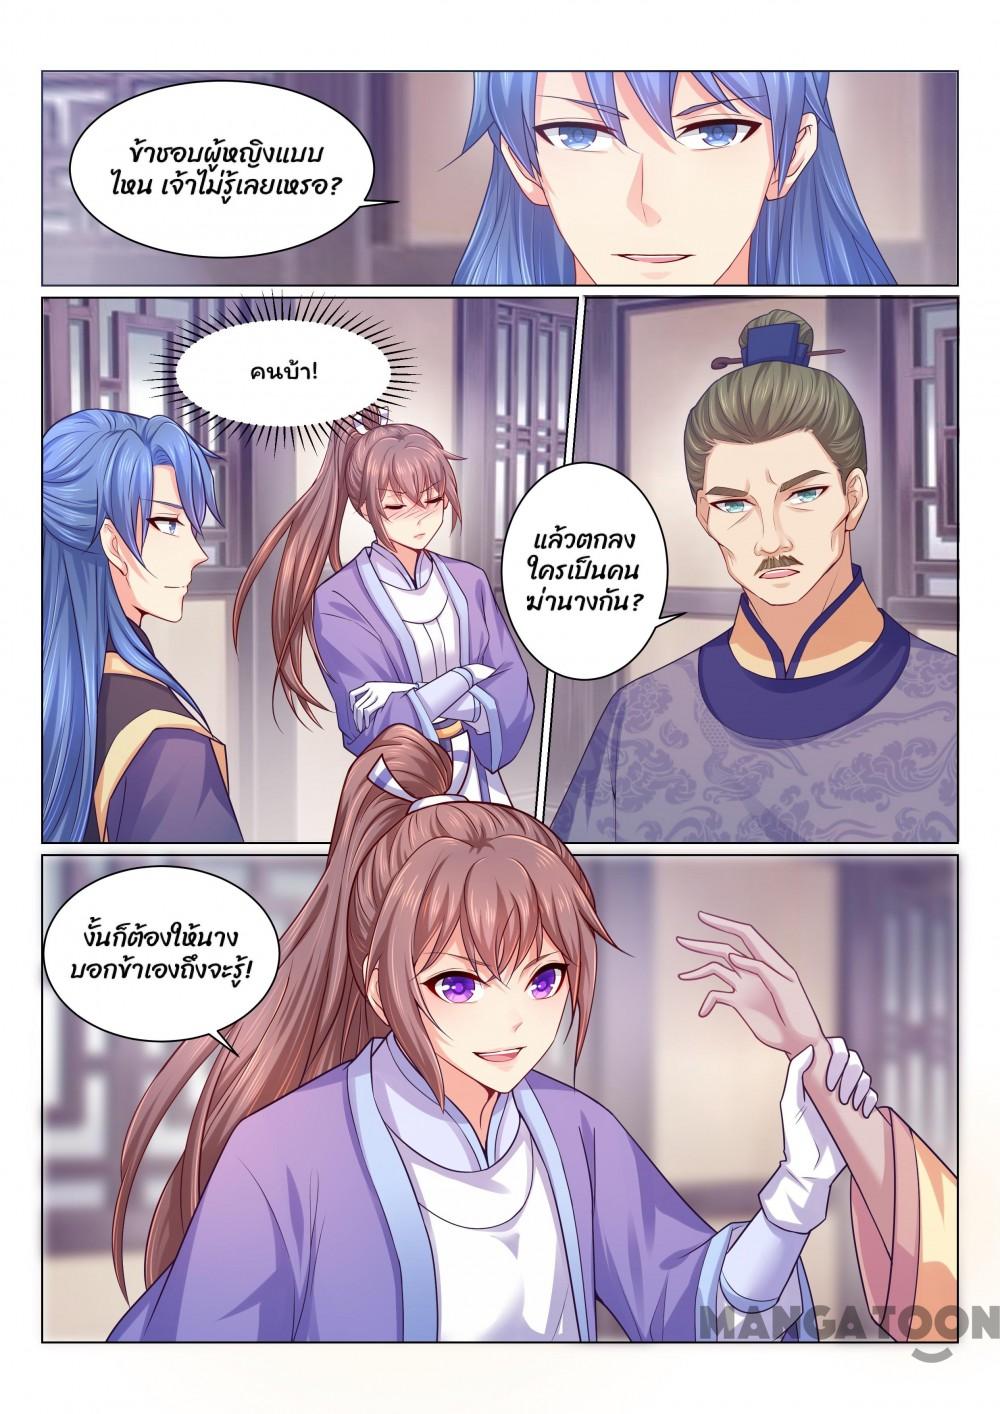 ข้าชอบผู้หญิงแบบ
ไหน เจ้าไม่รู้เลยเหรอ?
คนบ้า!
แล้วตกลง
ใครเป็นคน
ฆ่านางกัน?
งั้นก็ต้องให้นาง
บอกข้าเองถึงจะรู้!
MANGATOON